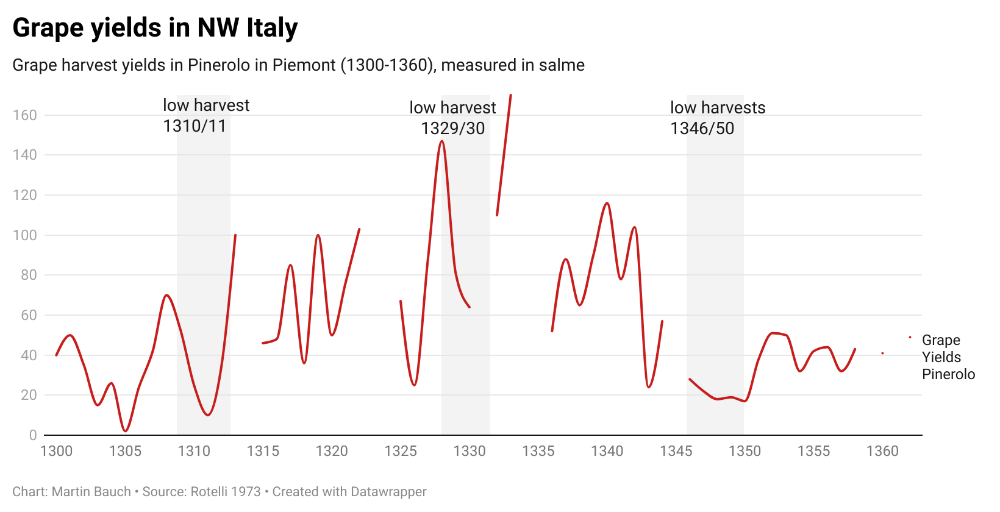 Grape yields in NW Italy
Grape harvest yields in Pinerolo in Piemont (1300-1360), measured in salme
low harvest
1310/11
low harvest
1329/30
low harvests
1346/50
160
140
120
100
80
60
40
20
0
1300 1305 1310 1315 1320 1325 1330 1335 1340 1345 1350 1355 1360
Grape
Yields
Pinerolo
Chart: Martin Bauch • Source: Rotelli 1973 • Created with Datawrapper